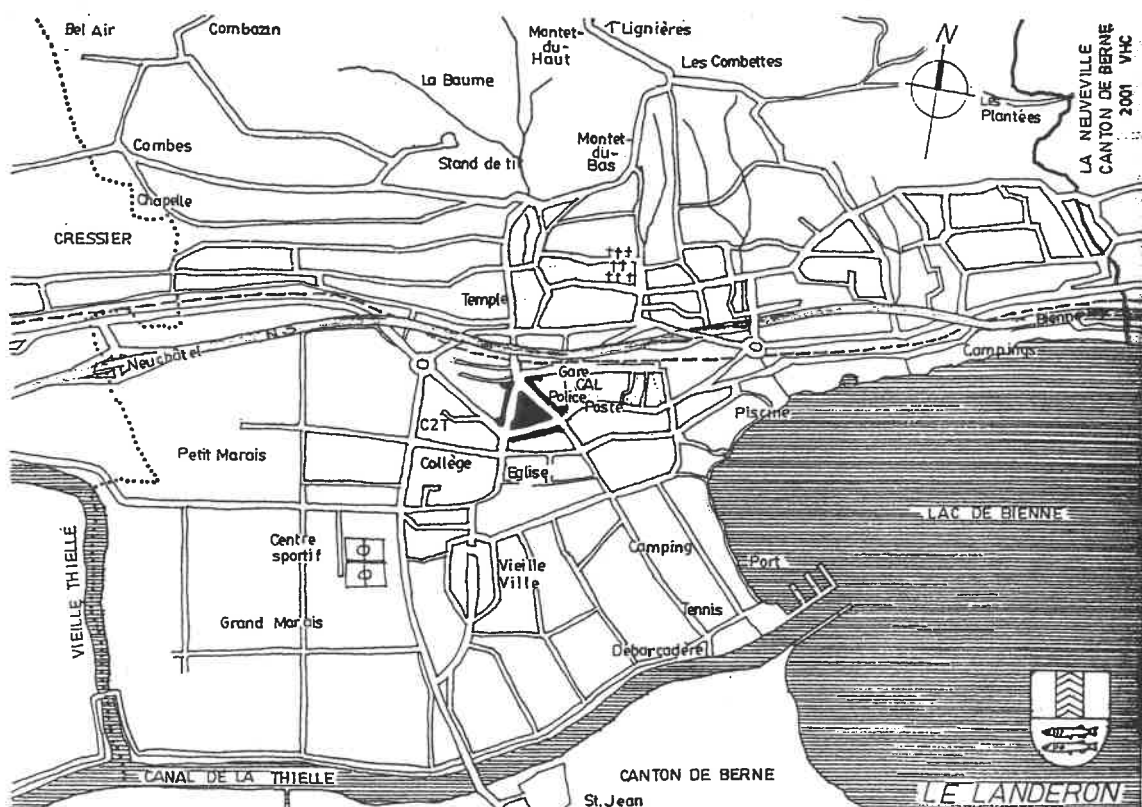 Bel Air
Combazin
Montet-
du-
Haut
Lignières
Les Combettes
N
La Baume
Les
Plantées
LA NEUVEVILLE
CANTON DE BERNE
2001 VHC
Combes
Stand de tir
Montet-
du-
Bas
Chapelle
CRESSIER
Temple
Neuchâtel
N5
Bienne
Campings
Gare
CAL
Police
Poste
Piscine
C2T
Petit Marais
Collège
Eglise
LAC DE BIENNE
VIEILLE THIELLE
Centre
sportif
Vieille
Ville
Camping
Port
Grand Marais
Tennis
Débarcadère
CANAL DE LA THIELLE
CANTON DE BERNE
St. Jean
LE LANDERON